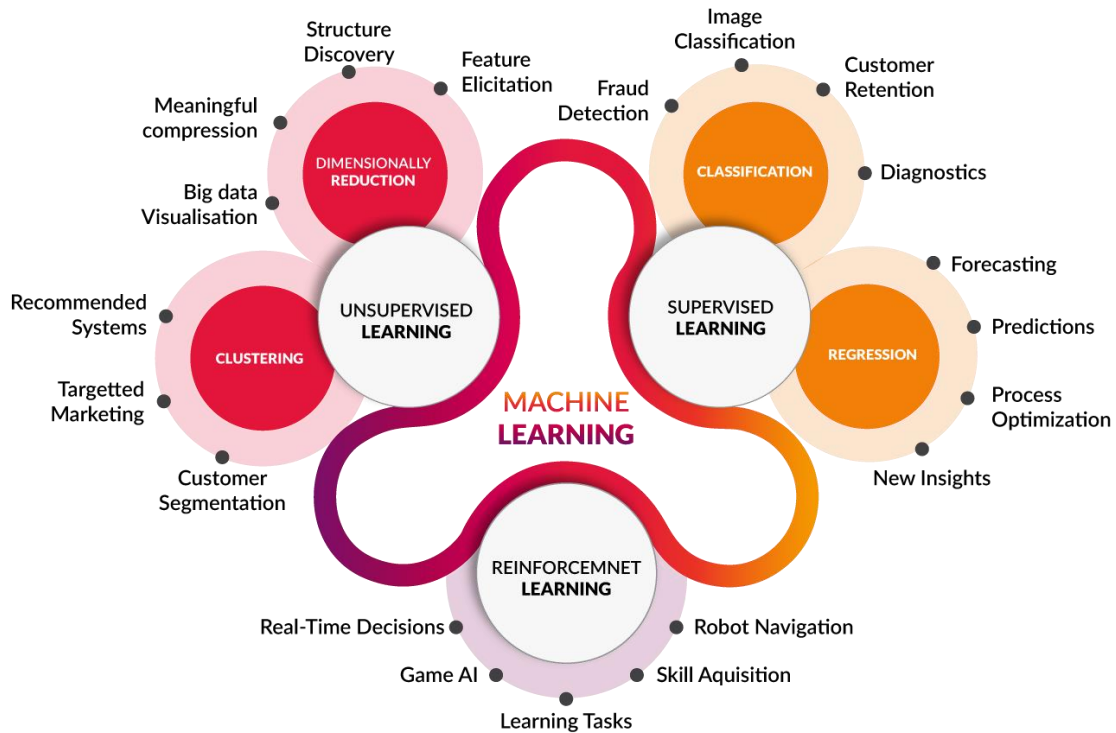 Structure
Discovery
Feature
Elicitation
Meaningful
compression
Big data
Visualisation
DIMENSIONALLY
REDUCTION
Recommended
Systems
Targetted
Marketing
Customer
Segmentation
CLUSTERING
UNSUPERVISED
LEARNING
Image
Classification
Fraud
Detection
Customer
Retention
Diagnostics
CLASSIFICATION
SUPERVISED
LEARNING
Forecasting
Predictions
Process
Optimization
New Insights
REGRESSION
MACHINE
LEARNING
REINFORCEMNET
LEARNING
Real-Time Decisions
Game AI
Learning Tasks
Skill Aquisition
Robot Navigation